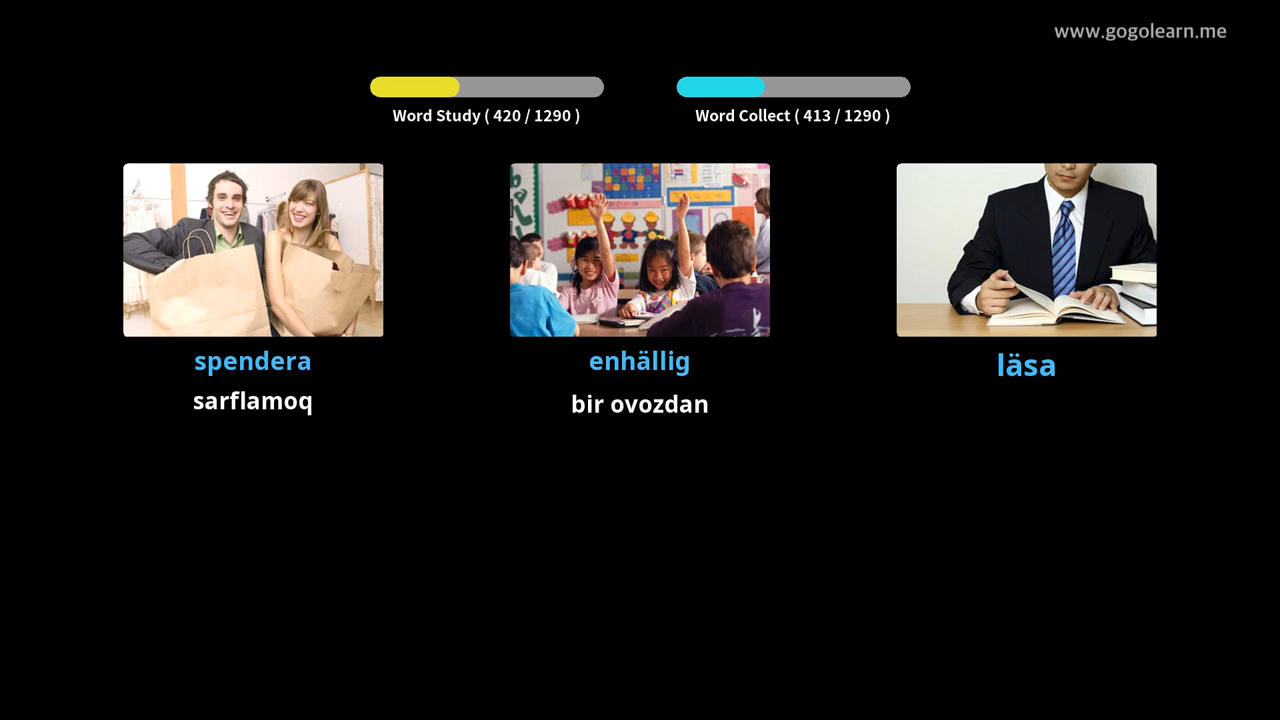 www.gogolearn.me
Word Study ( 420 / 1290 )
Word Collect ( 413 / 1290 )
spendera
sarflamoq
enhällig
bir ovozdan
läsa